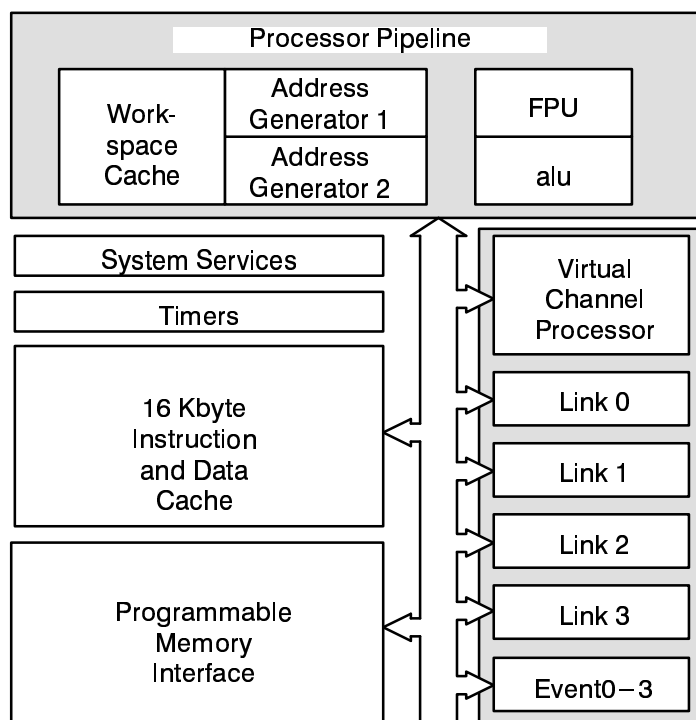 Processor Pipeline
Work-
space
Cache
Address
Generator 1
Address
Generator 2
FPU
alu
System Services
Timers
16 Kbyte
Instruction
and Data
Cache
Programmable
Memory
Interface
Virtual
Channel
Processor
Link 0
Link 1
Link 2
Link 3
Event0–3